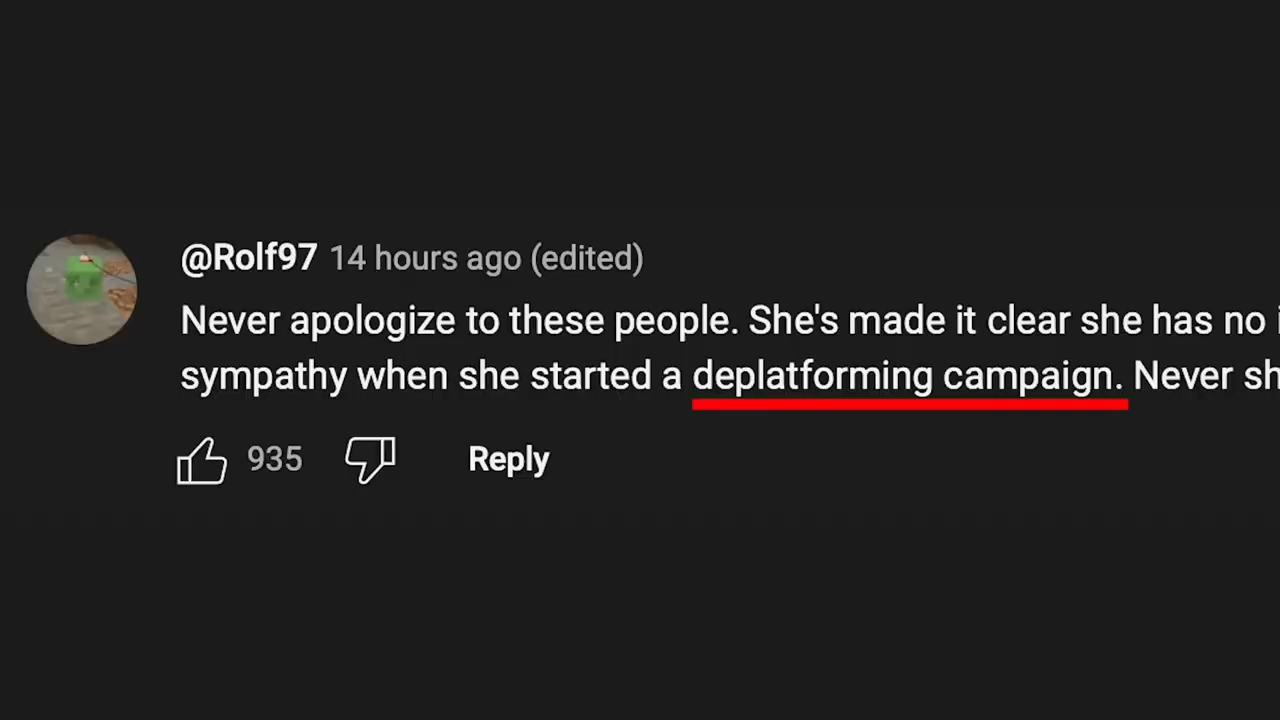 @Rolf97 14 hours ago (edited)
Never apologize to these people. She's made it clear she has no
sympathy when she started a deplatforming campaign. Never
935 Reply